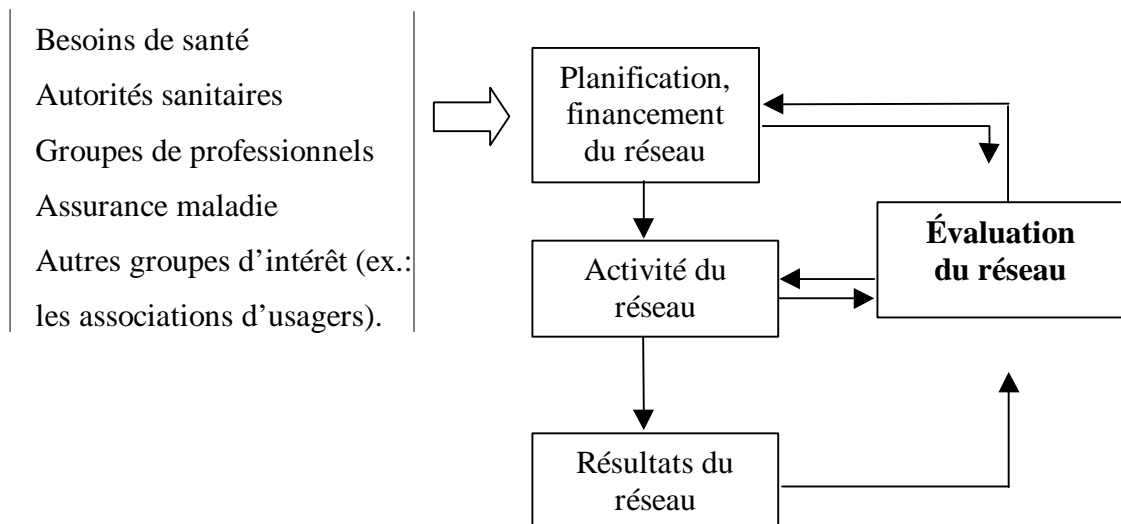 Besoins de santé
Autorités sanitaires
Groupes de professionnels
Assurance maladie
Autres groupes d’intérêt (ex.:
les associations d’usagers).
Planification,
financement
du réseau
Activité du
réseau
Résultats du
réseau
Évaluation
du réseau